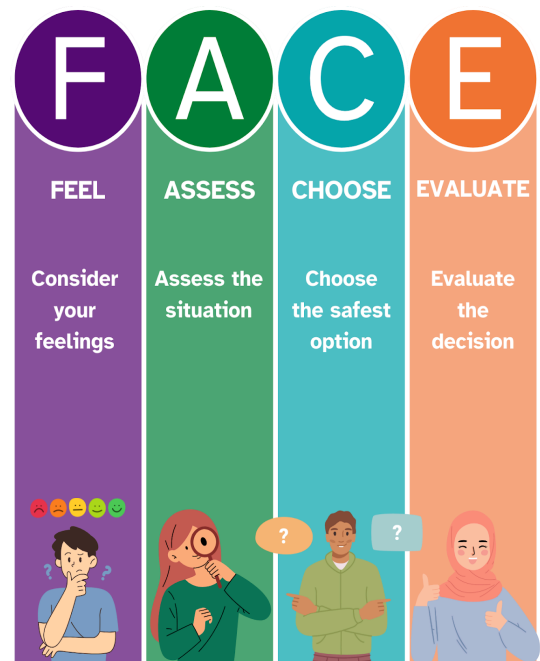 F A C E
FEEL
Consider
your
feelings
ASSESS
Assess the
situation
CHOOSE
Choose
the safest
option
EVALUATE
Evaluate
the
decision
? ?
? ?